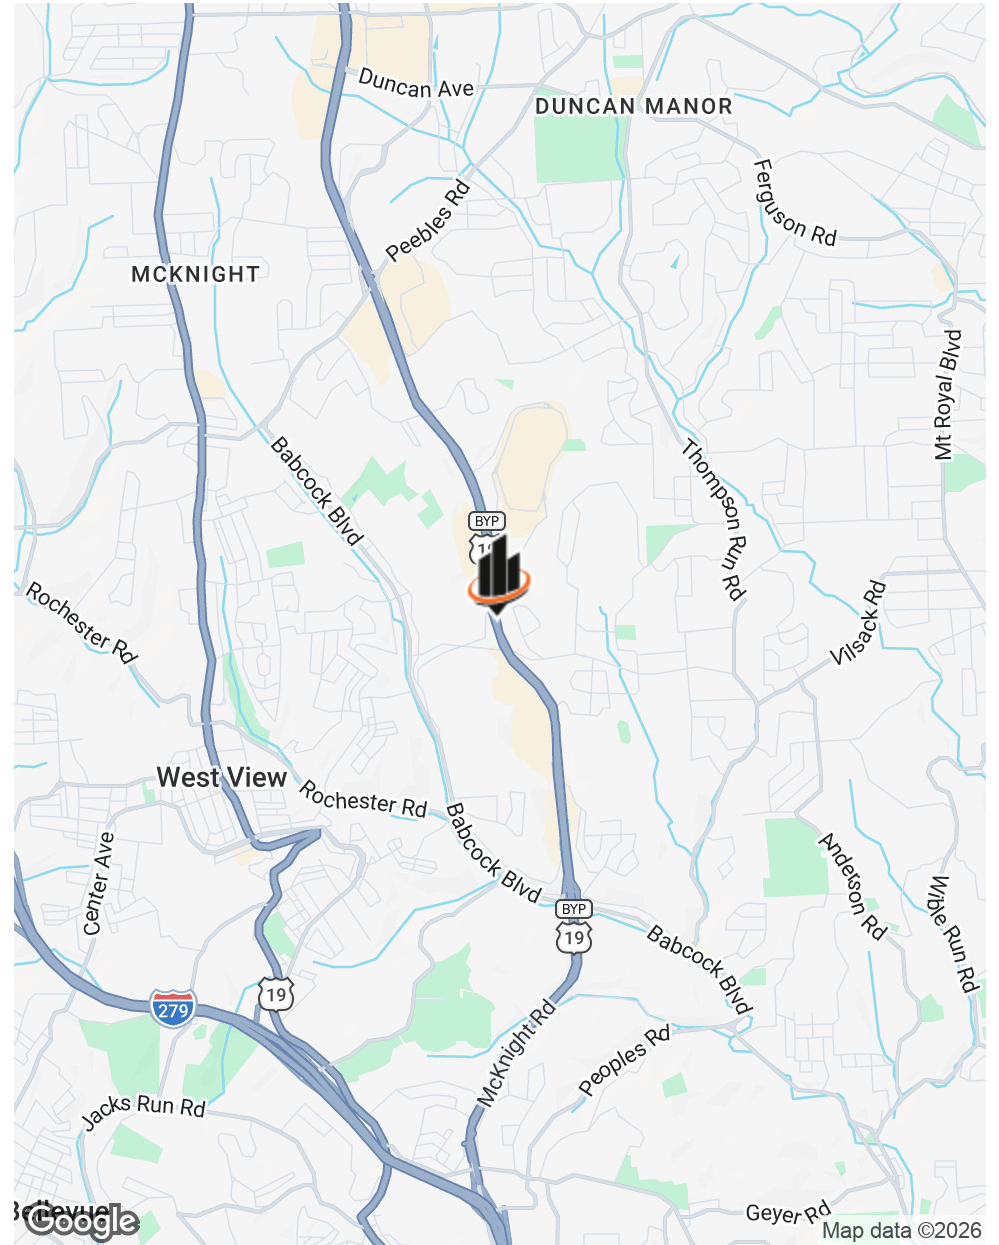 Duncan Ave
DUNCAN MANOR
Ferguson Rd
Peebles Rd
MCKNIGHT
Mt Royal Blvd
Babcock Blvd
Thompson Run Rd
BYP
19
Rochester Rd
Vilsack Rd
West View
Rochester Rd
Babcock Blvd
Center Ave
Anderson Rd
Wible Run Rd
BYP
19
Babcock Blvd
19
279
McKnight Rd
Peoples Rd
Jacks Run Rd
Bellevue
Google
Geyer Rd
Map data ©2026